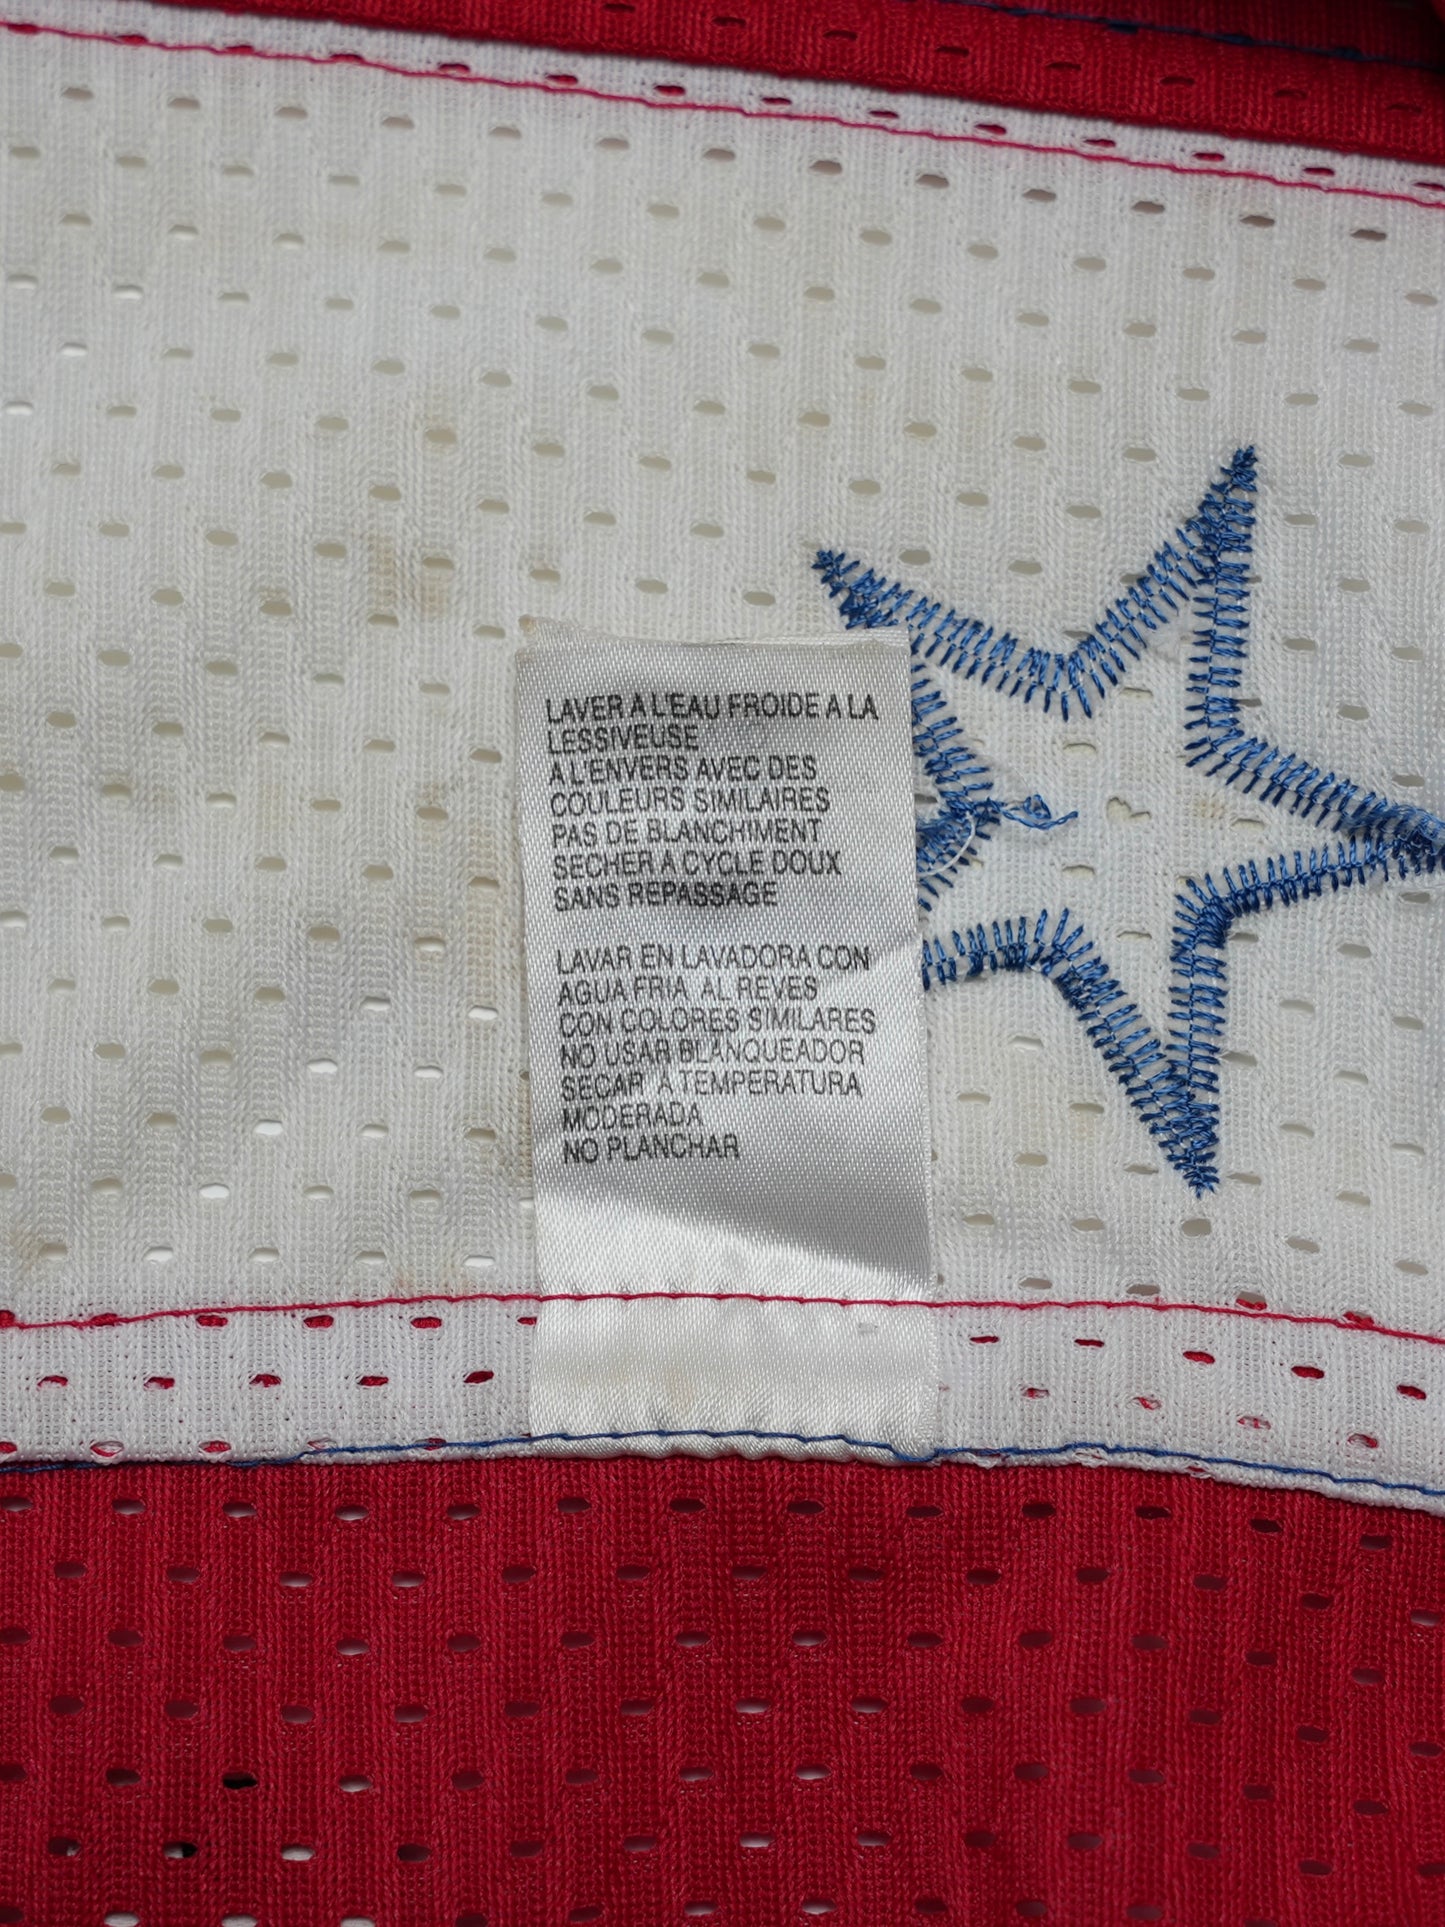 LAVER A L'EAU FROIDE A LA
LESSIVEUSE
A L'ENVERS AVEC DES
COULEURS SIMILAIRES
PAS DE BLANCHIMENT
SECHER A CYCLE DOUX
SANS REPASSAGE
LAVAR EN LAVADORA CON
AGUA FRIA AL REVES
CON COLORES SIMILARES
NO USAR BLANQUEADOR
SECAR A TEMPERATURA
MODERADA
NO PLANCHAR